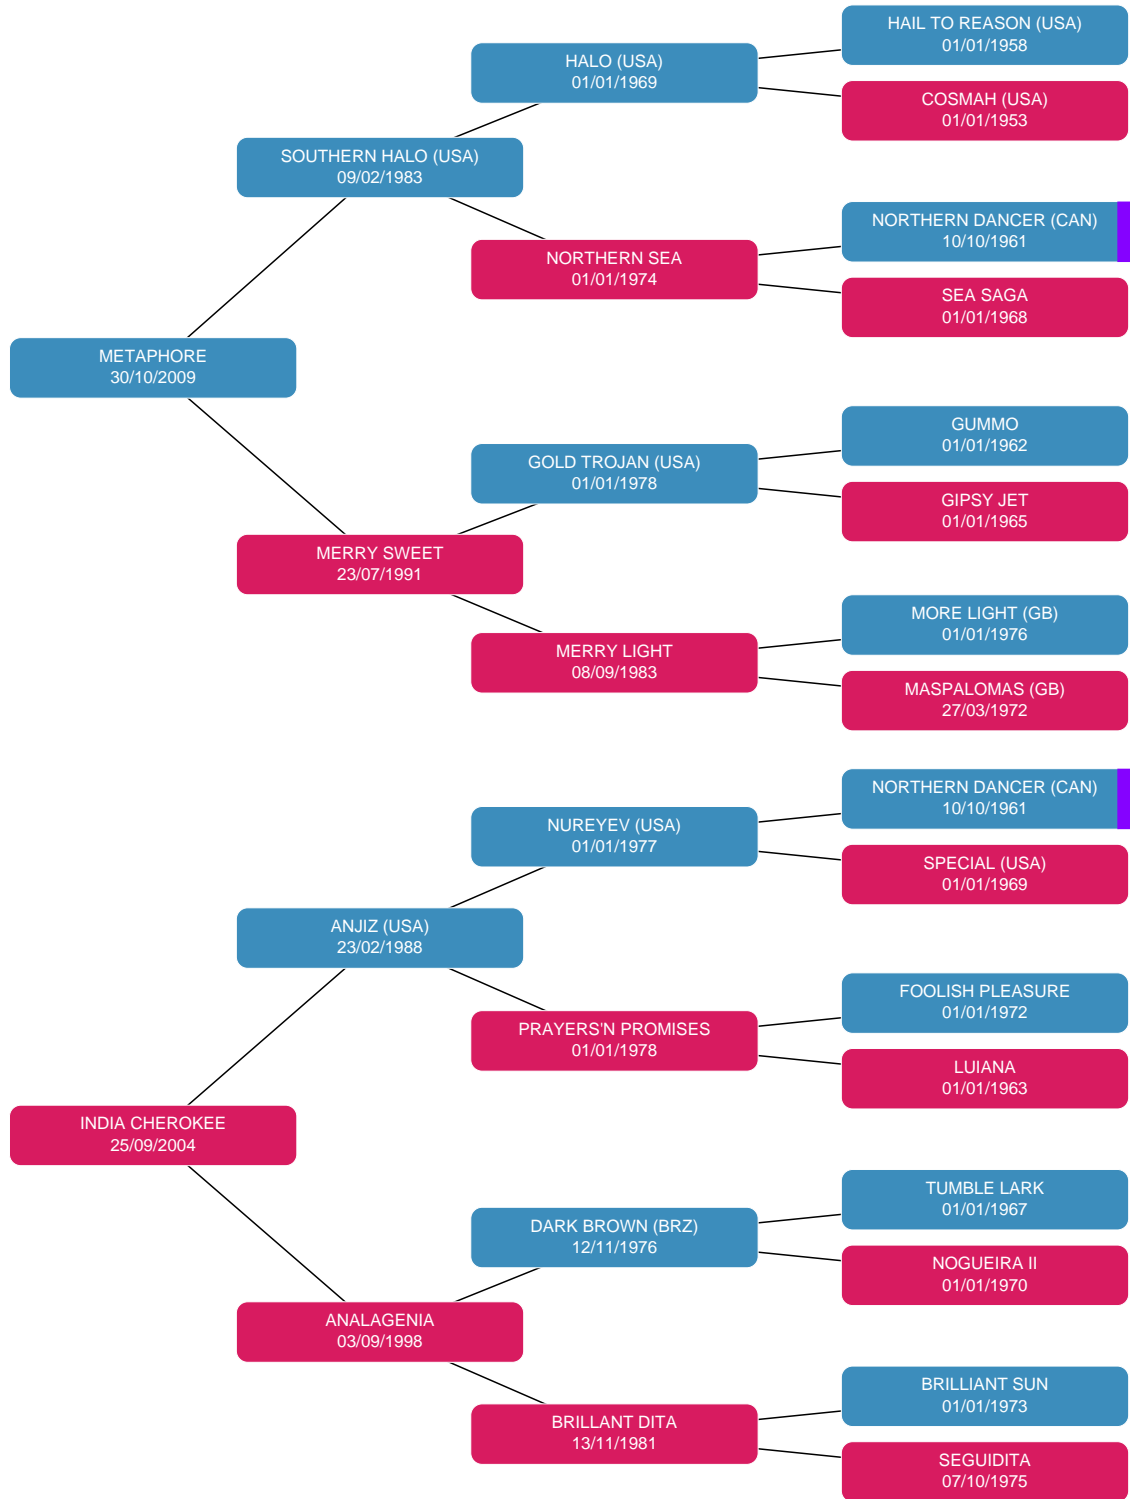 HAIL TO REASON (USA)
01/01/1958
HALO (USA)
01/01/1969
COSMAH (USA)
01/01/1953
SOUTHERN HALO (USA)
09/02/1983
NORTHERN DANCER (CAN)
10/10/1961
NORTHERN SEA
01/01/1974
SEA SAGA
01/01/1968
METAPHORE
30/10/2009
GUMMO
01/01/1962
GOLD TROJAN (USA)
01/01/1978
GIPSY JET
01/01/1965
MERRY SWEET
23/07/1991
MORE LIGHT (GB)
01/01/1976
MERRY LIGHT
08/09/1983
MASPALOMAS (GB)
27/03/1972
NORTHERN DANCER (CAN)
10/10/1961
NUREYEV (USA)
01/01/1977
SPECIAL (USA)
01/01/1969
ANJIZ (USA)
23/02/1988
FOOLISH PLEASURE
01/01/1972
PRAYERS'N PROMISES
01/01/1978
LUIANA
01/01/1963
INDIA CHEROKEE
25/09/2004
TUMBLE LARK
01/01/1967
DARK BROWN (BRZ)
12/11/1976
NOGUEIRA II
01/01/1970
ANALAGENIA
03/09/1998
BRILLIANT SUN
01/01/1973
BRILLANT DITA
13/11/1981
SEGUIDITA
07/10/1975